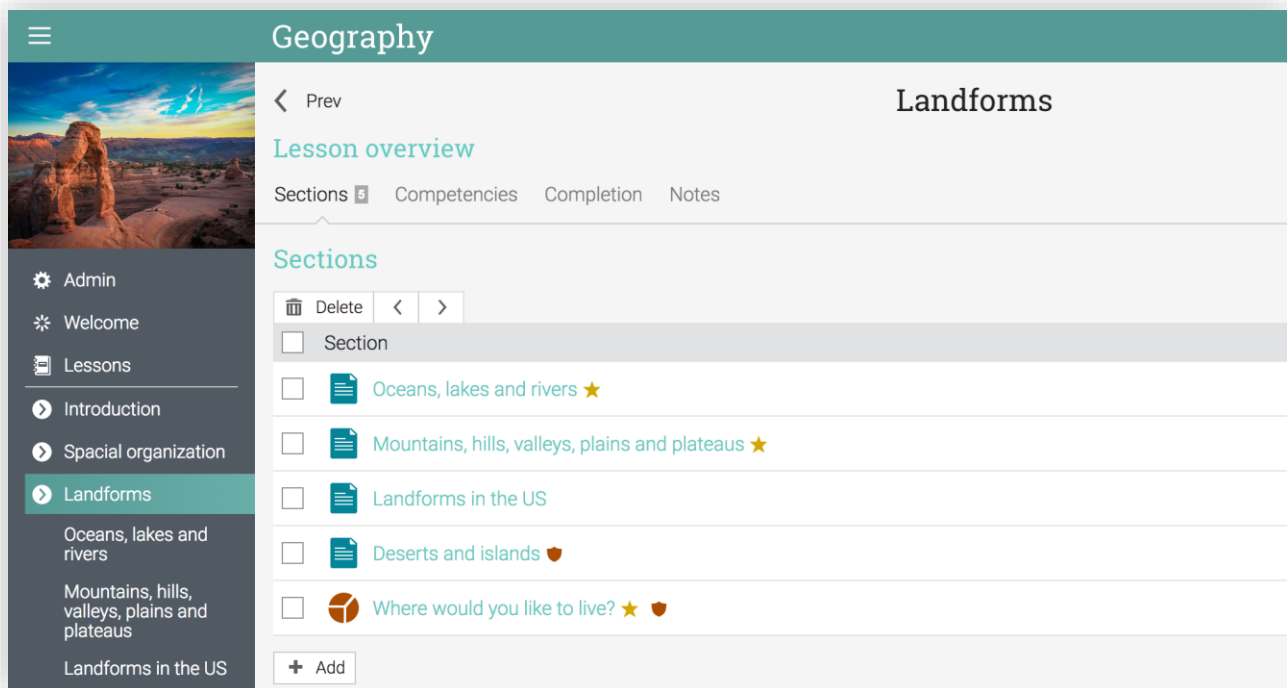 Geography
Prev
Landforms
Lesson overview
Sections 5 Competencies Completion Notes
Sections
Delete
Section
Oceans, lakes and rivers
Mountains, hills, valleys, plains and plateaus
Landforms in the US
Deserts and islands
Where would you like to live?
Add
Admin
Welcome
Lessons
Introduction
Spacial organization
Landforms
Oceans, lakes and
rivers
Mountains, hills,
valleys, plains and
plateaus
Landforms in the US